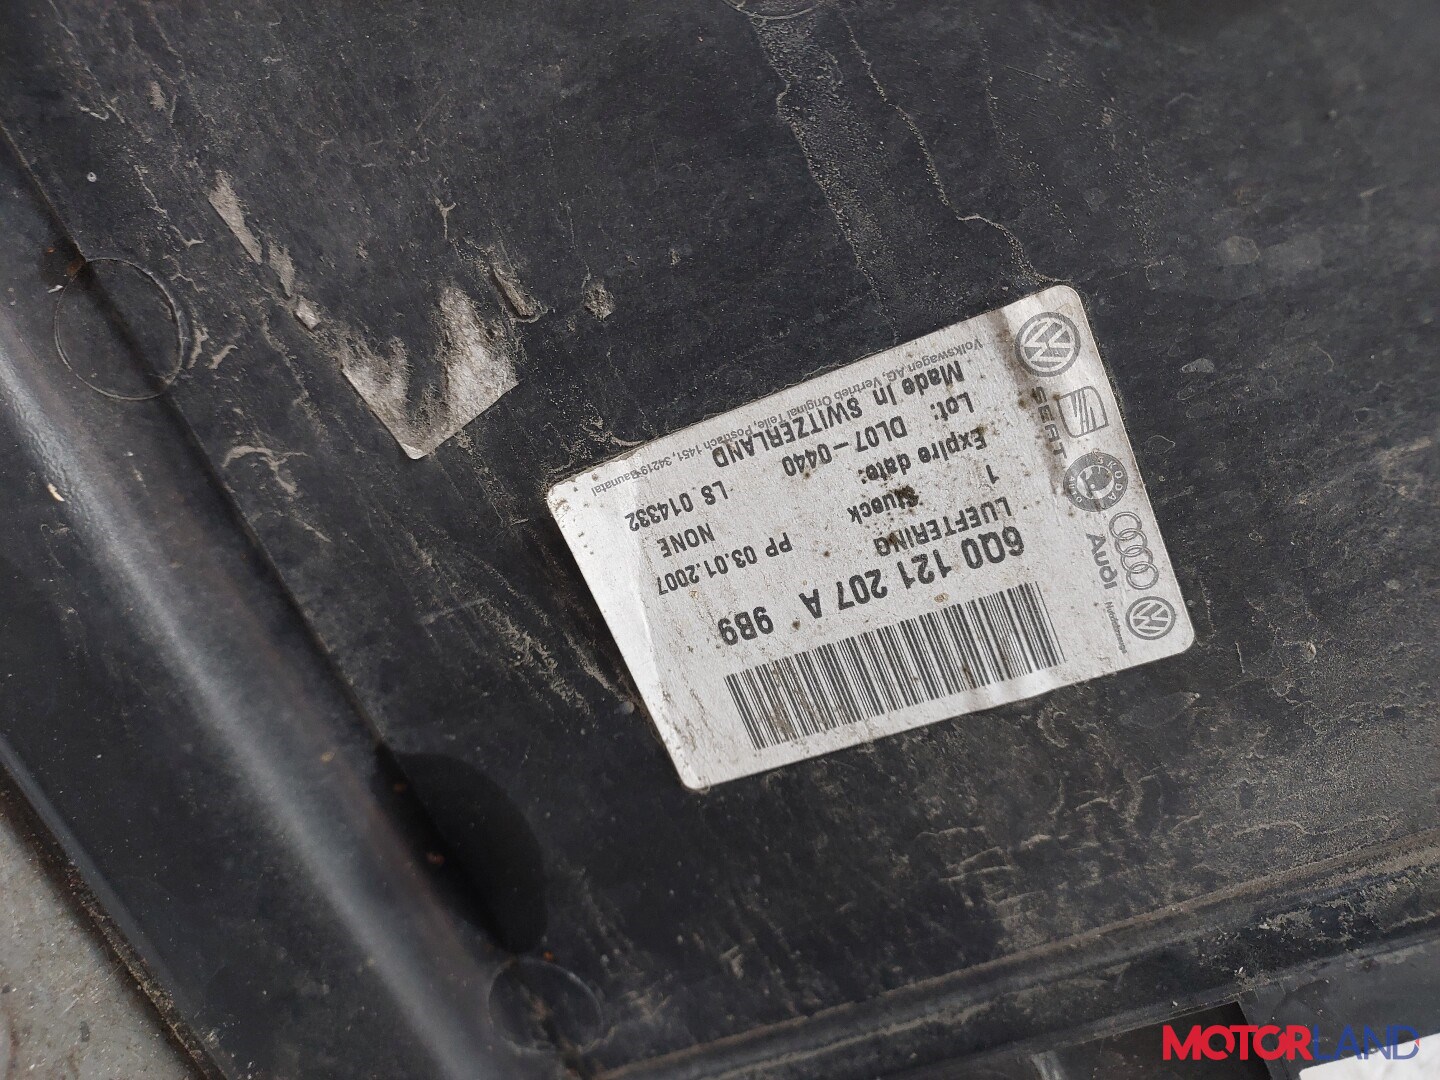 6Q0 121 207 A 9B9
LUEFTERING PP 03.01.2007
1 Stueck NONE
Expire date: LS 014332
Lot: DL07-0440
Made in SWITZERLAND
Volkswagen AG, Vertrieb Original Teile, Postfach 1451, 34219 Baunatal
SEAT
SKODA
Audi
MOTORLAND